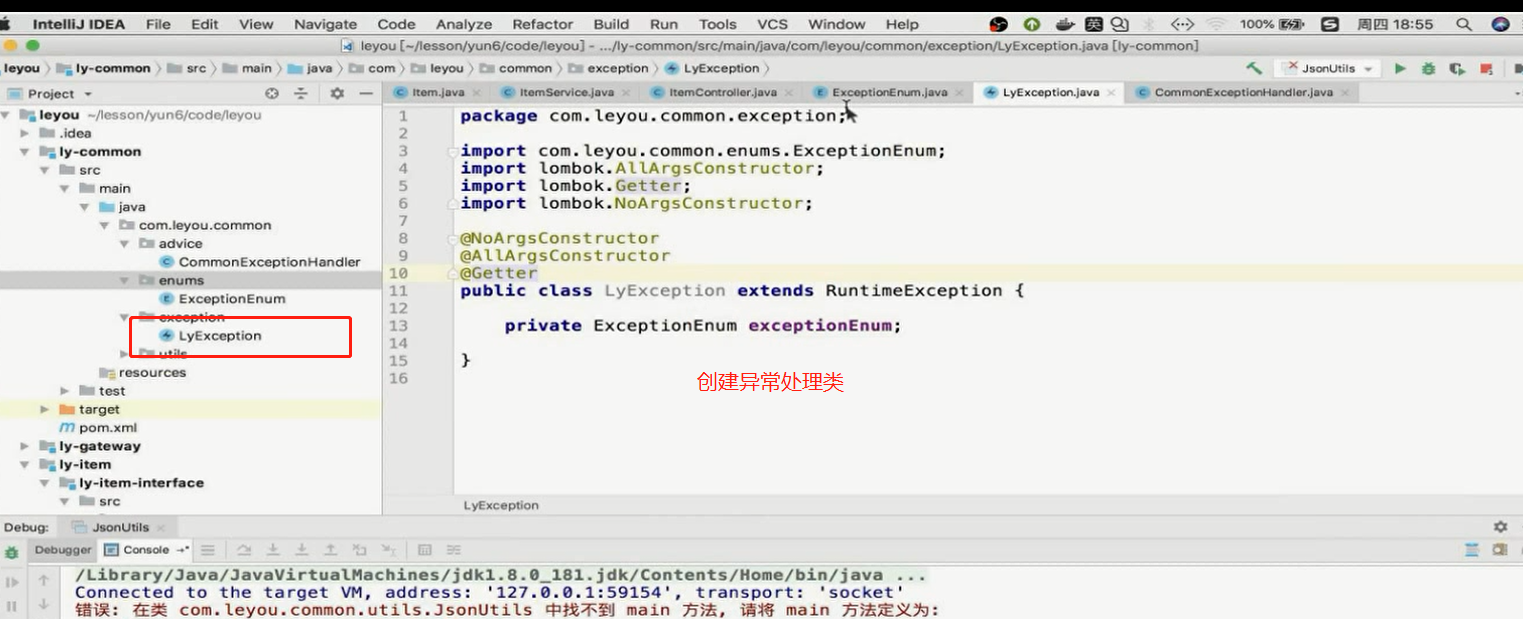 IntelliJ IDEA File Edit View Navigate Code Analyze Refactor Build Run Tools VCS Window Help 英 100% S 周四 18:55
leyou [~/lesson/yun6/code/leyou] - .../ly-common/src/main/java/com/leyou/common/exception/LyException.java [ly-common]
leyou ly-common src main java com leyou common exception LyException JsonUtils
Project
Item.java ItemService.java ItemController.java ExceptionEnum.java LyException.java CommonExceptionHandler.java
leyou ~/lesson/yun6/code/leyou
.idea
ly-common
src
main
java
com.leyou.common
advice
CommonExceptionHandler
enums
ExceptionEnum
exception
LyException
utils
resources
test
target
pom.xml
ly-gateway
ly-item
ly-item-interface
src
1 package com.leyou.common.exception;
2
3 import com.leyou.common.enums.ExceptionEnum;
4 import lombok.AllArgsConstructor;
5 import lombok.Getter;
6 import lombok.NoArgsConstructor;
7
8 @NoArgsConstructor
9 @AllArgsConstructor
10 @Getter
11 public class LyException extends RuntimeException {
12
13 private ExceptionEnum exceptionEnum;
14
15 }
16
创建异常处理类
LyException
Debug: JsonUtils
Debugger Console
/Library/Java/JavaVirtualMachines/jdk1.8.0_181.jdk/Contents/Home/bin/java ...
Connected to the target VM, address: '127.0.0.1:59154', transport: 'socket'
错误: 在类 com.leyou.common.utils.JsonUtils 中找不到 main 方法, 请将 main 方法定义为: